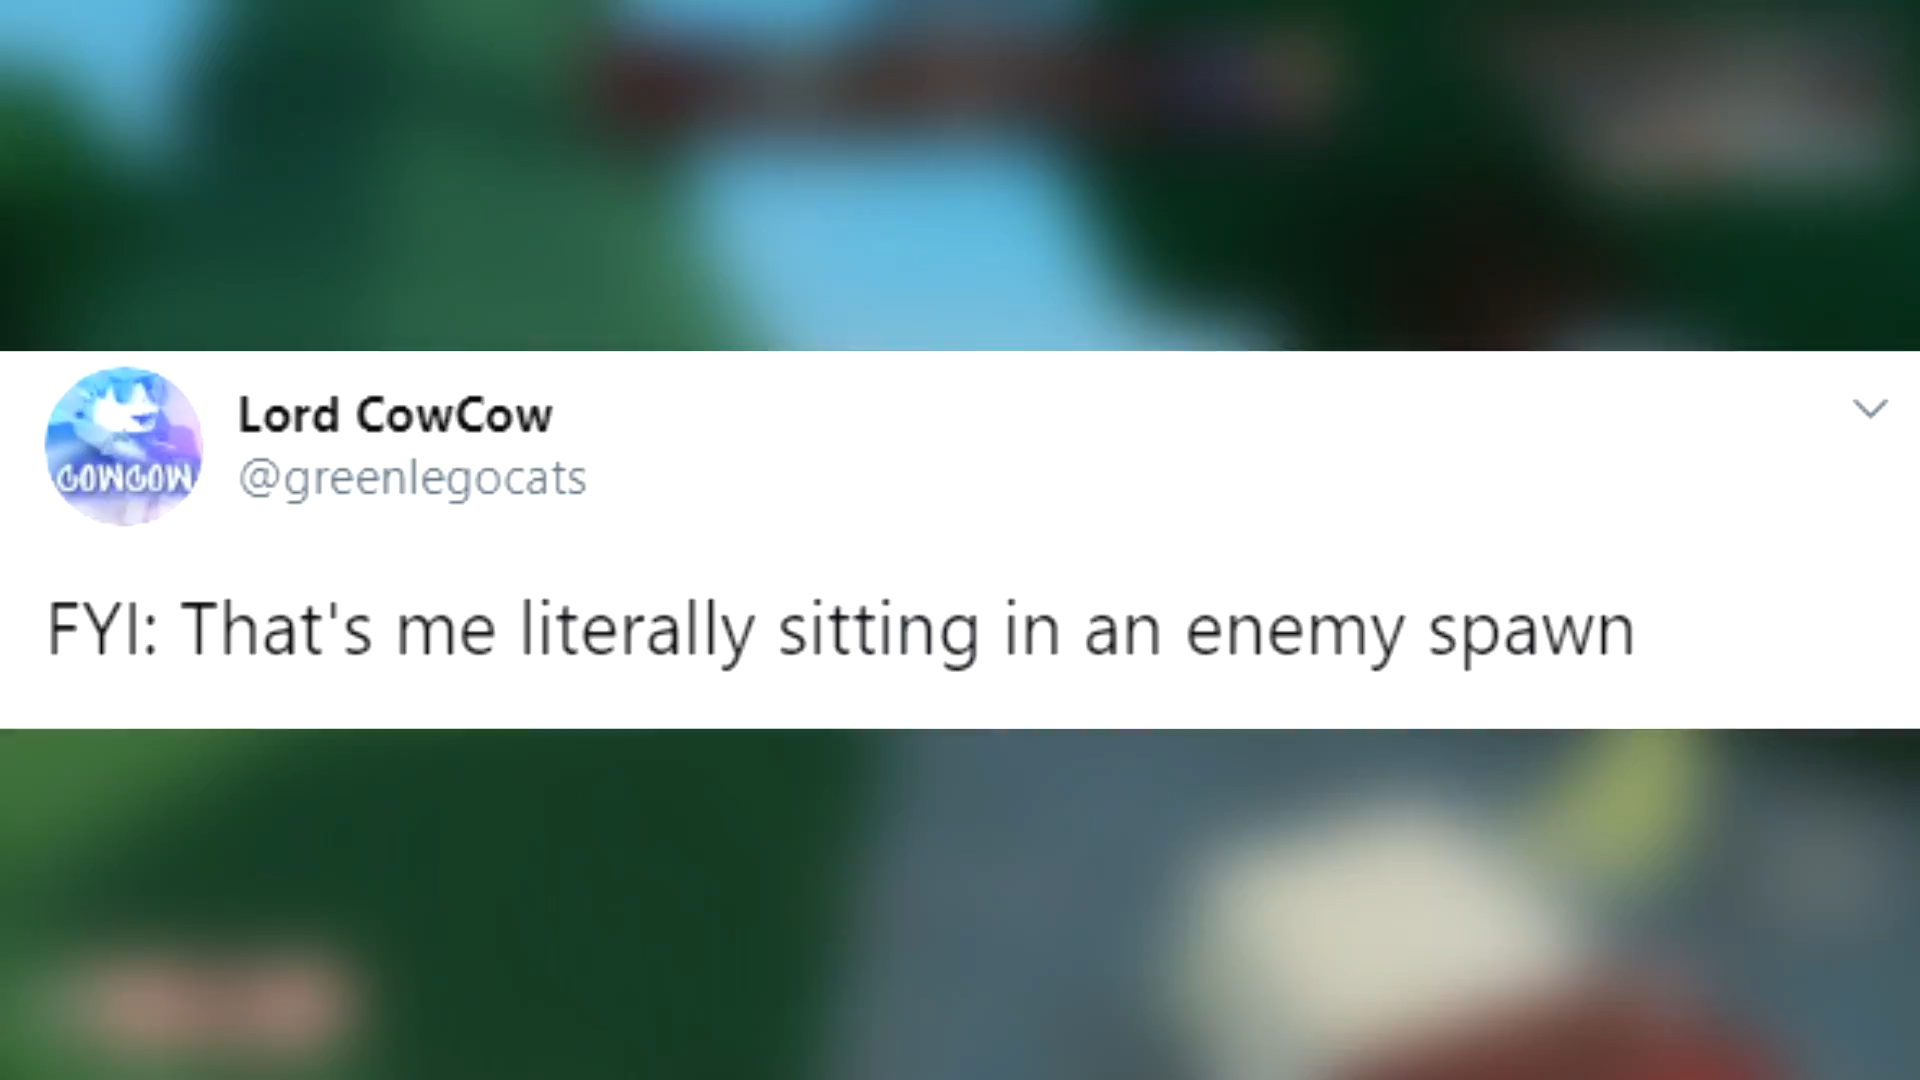 Lord CowCow
@greenlegocats
COWCOW
FYI: That's me literally sitting in an enemy spawn